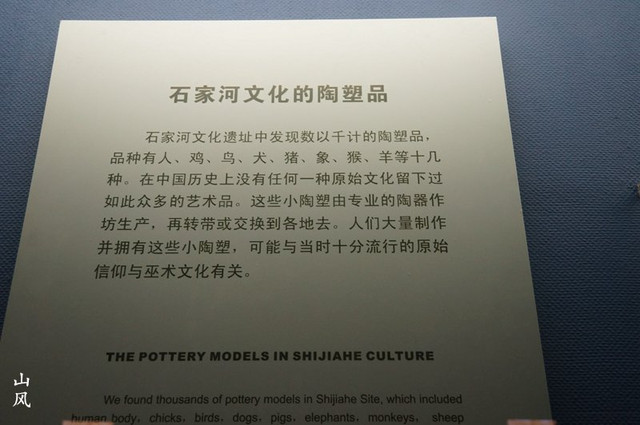 石家河文化的陶塑品
石家河文化遗址中发现数以千计的陶塑品，
品种有人、鸡、鸟、犬、猪、象、猴、羊等十几
种。在中国历史上没有任何一种原始文化留下过
如此众多的艺术品。这些小陶塑由专业的陶器作
坊生产，再转带或交换到各地去。人们大量制作
并拥有这些小陶塑，可能与当时十分流行的原始
信仰与巫术文化有关。
THE POTTERY MODELS IN SHIJIAHE CULTURE
We found thousands of pottery models in Shijiahe Site, which included
human body, chicks, birds, dogs, pigs, elephants, monkeys, sheep
山风